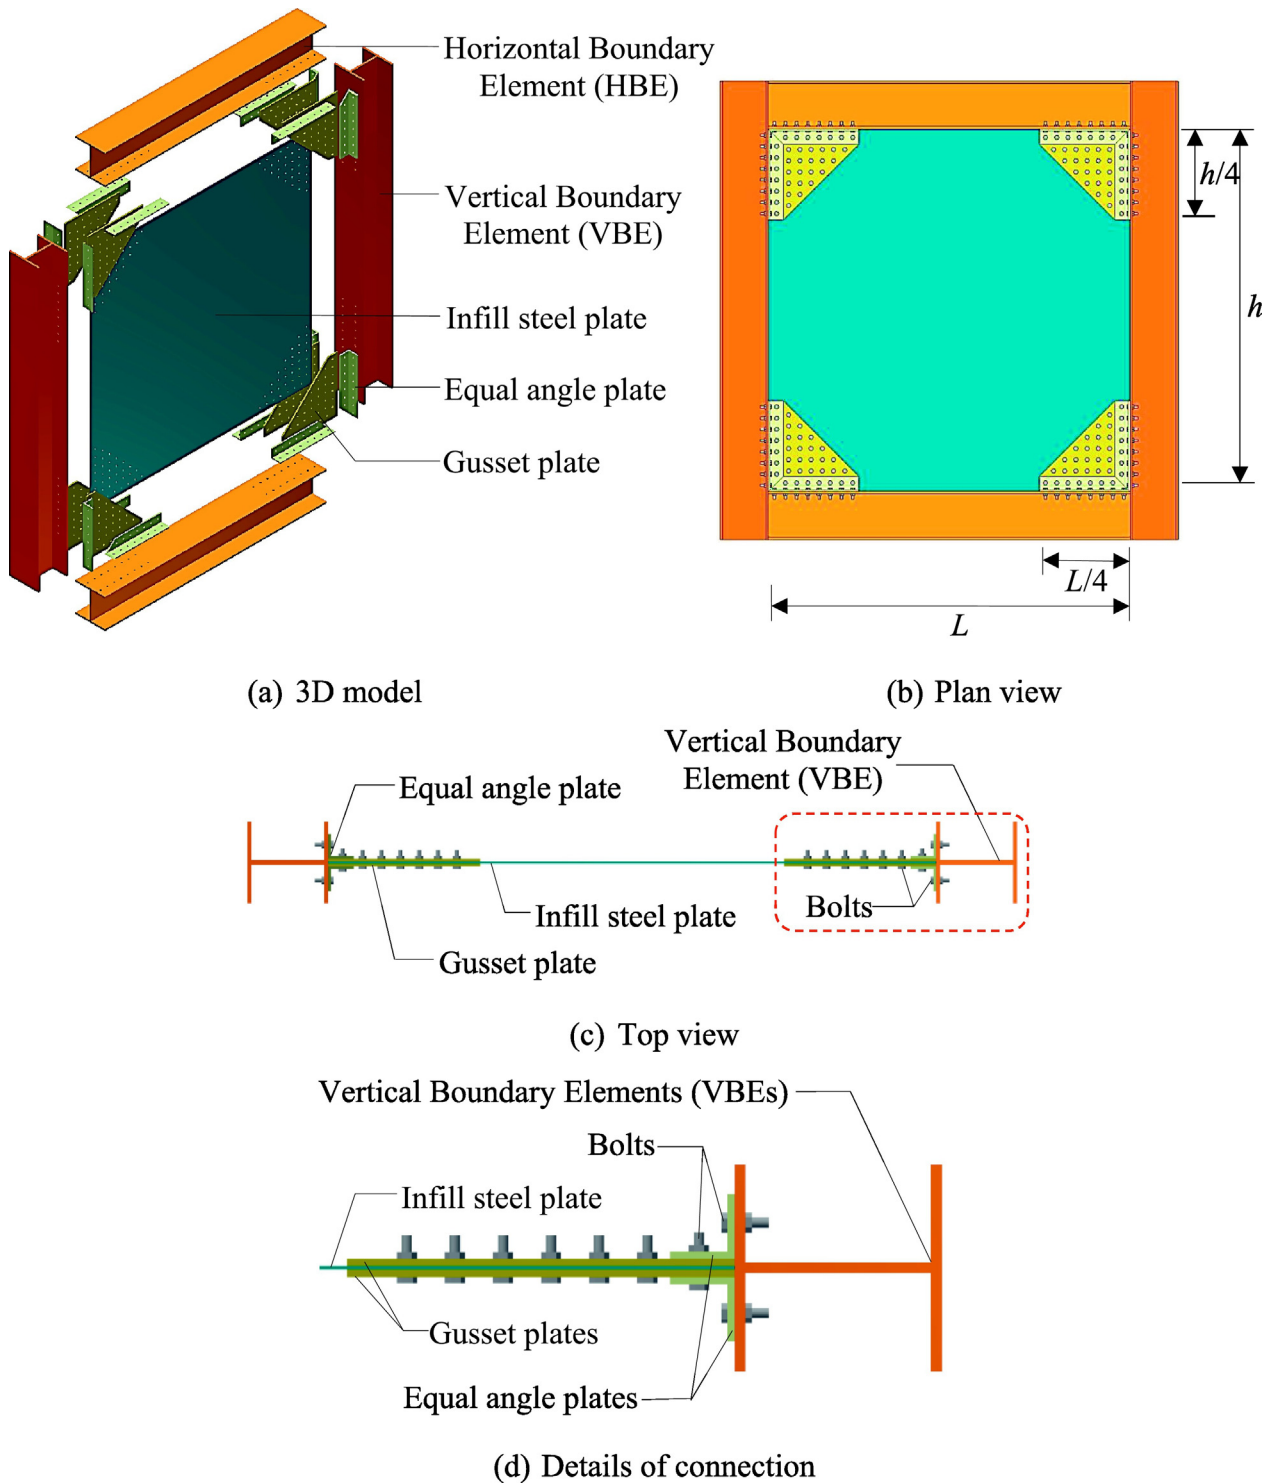 Horizontal Boundary
Element (HBE)
Vertical Boundary
Element (VBE)
Infill steel plate
Equal angle plate
Gusset plate
(a) 3D model
h/4
h
L/4
L
(b) Plan view
Vertical Boundary
Element (VBE)
Equal angle plate
Bolts
Infill steel plate
Gusset plate
(c) Top view
Vertical Boundary Elements (VBEs)
Bolts
Infill steel plate
Gusset plates
Equal angle plates
(d) Details of connection